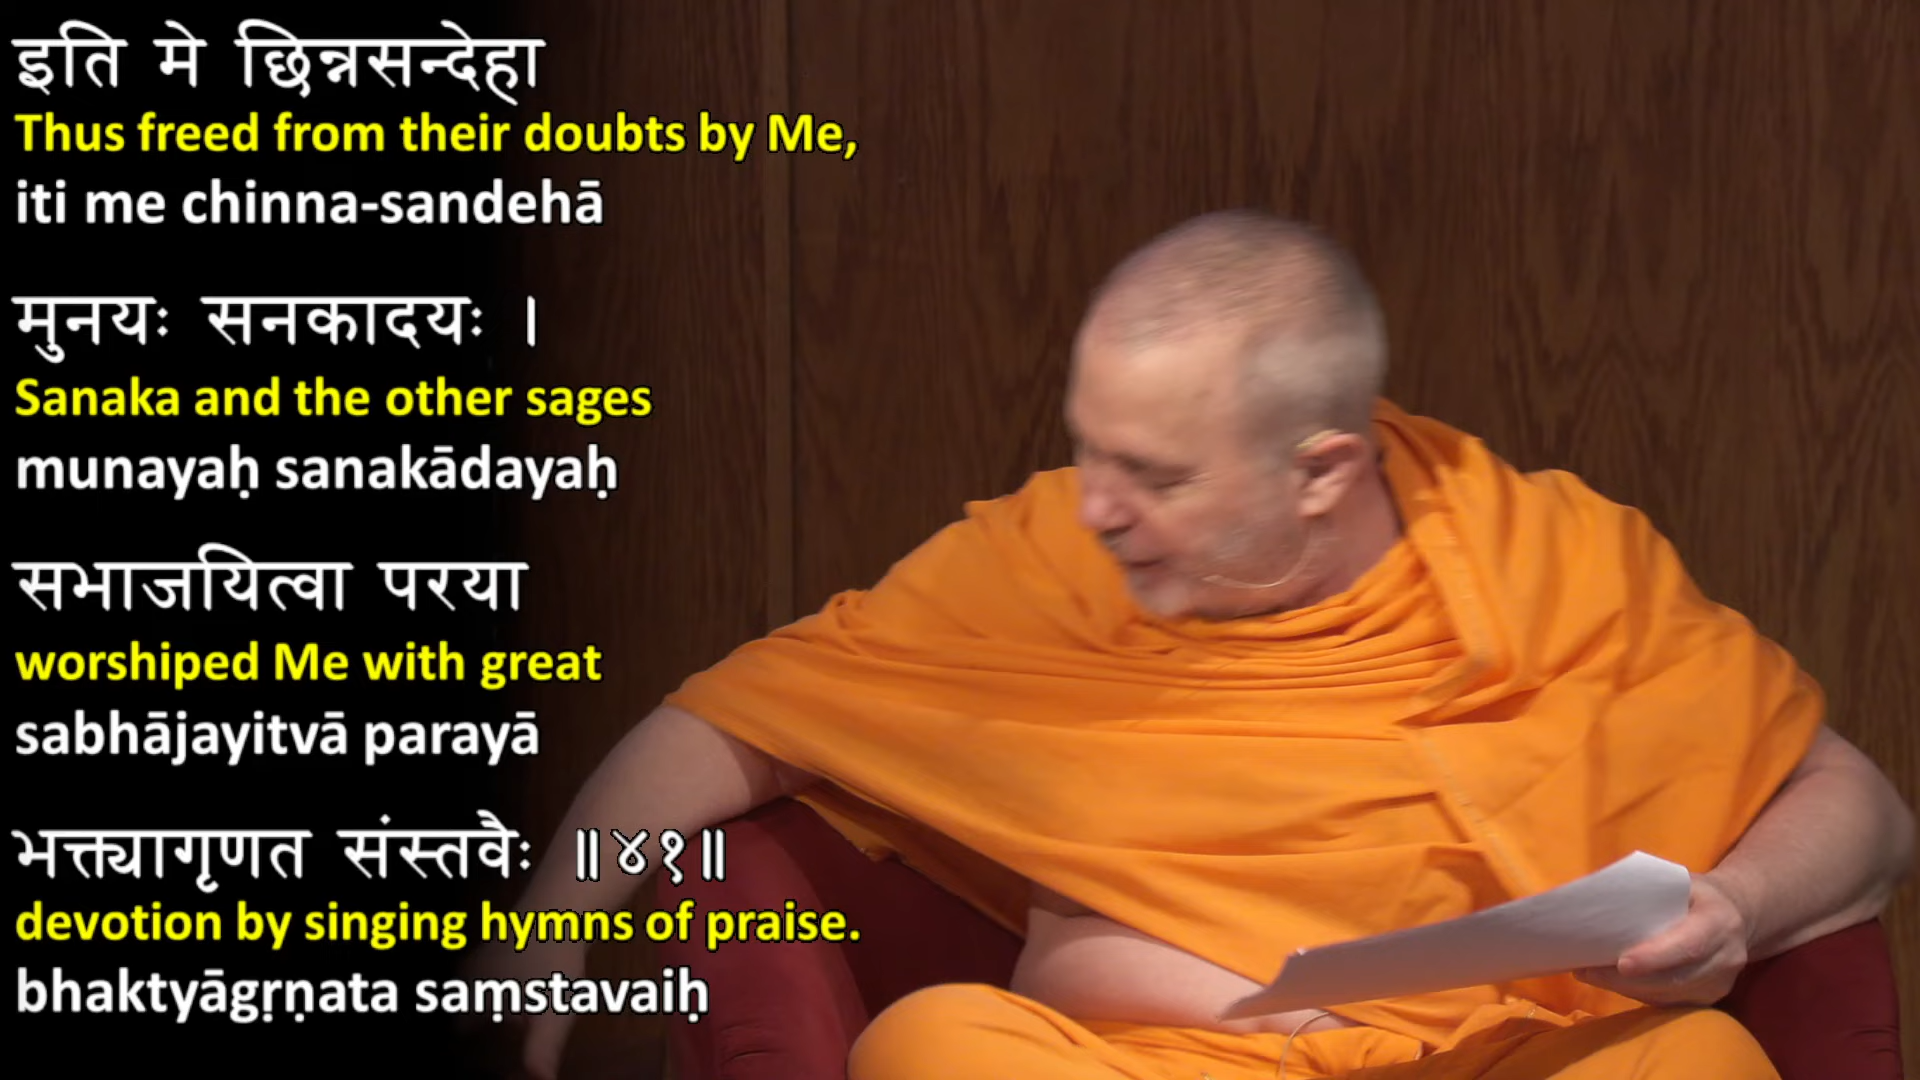 इति मे छिन्नसन्देहा
Thus freed from their doubts by Me,
iti me chinna-sandehā
मुनयः सनकादयः ।
Sanaka and the other sages
munayaḥ sanakādayaḥ
सभाजयित्वा परया
worshiped Me with great
sabhājayitvā parayā
भक्त्यागृणत संस्तवैः ॥४१॥
devotion by singing hymns of praise.
bhaktyāgṛṇata saṃstavaiḥ